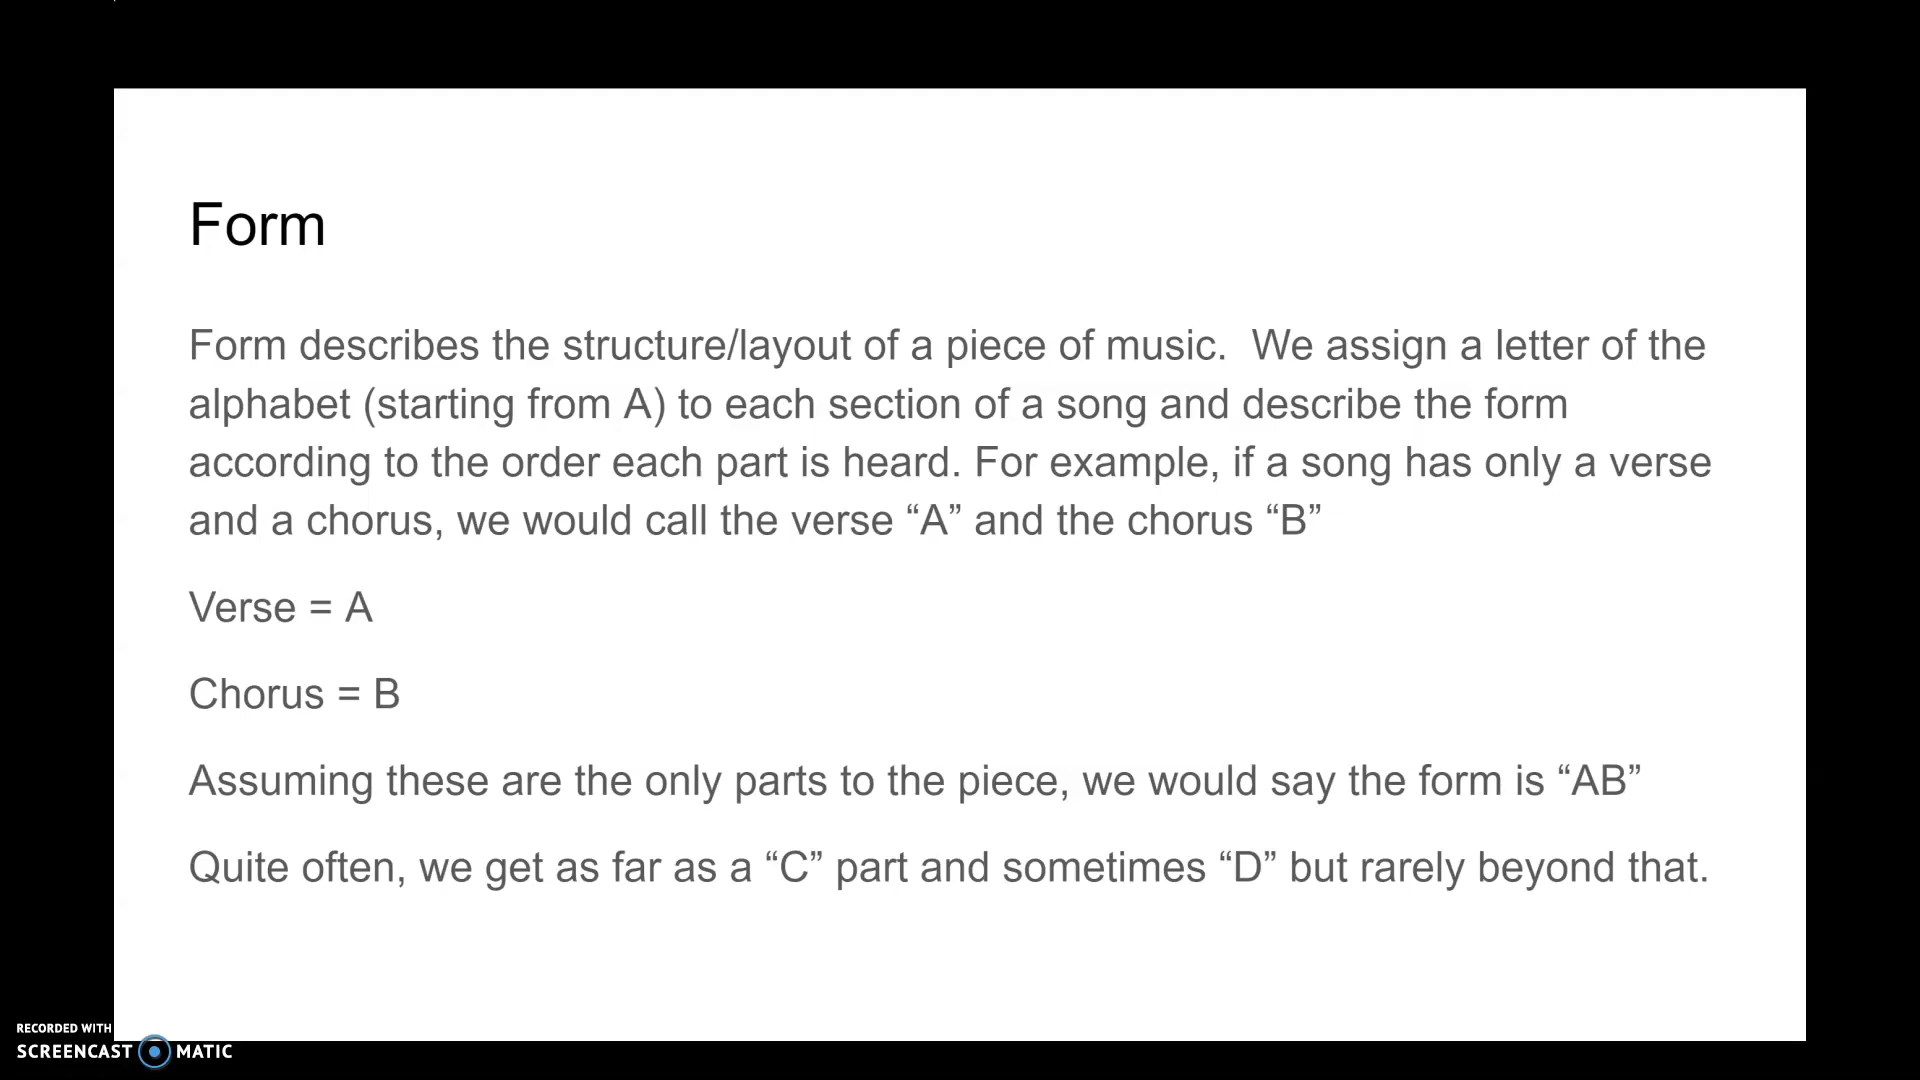 Form
Form describes the structure/layout of a piece of music.  We assign a letter of the
alphabet (starting from A) to each section of a song and describe the form
according to the order each part is heard. For example, if a song has only a verse
and a chorus, we would call the verse “A” and the chorus “B”
Verse = A
Chorus = B
Assuming these are the only parts to the piece, we would say the form is “AB”
Quite often, we get as far as a “C” part and sometimes “D” but rarely beyond that.
RECORDED WITH
SCREENCAST MATIC